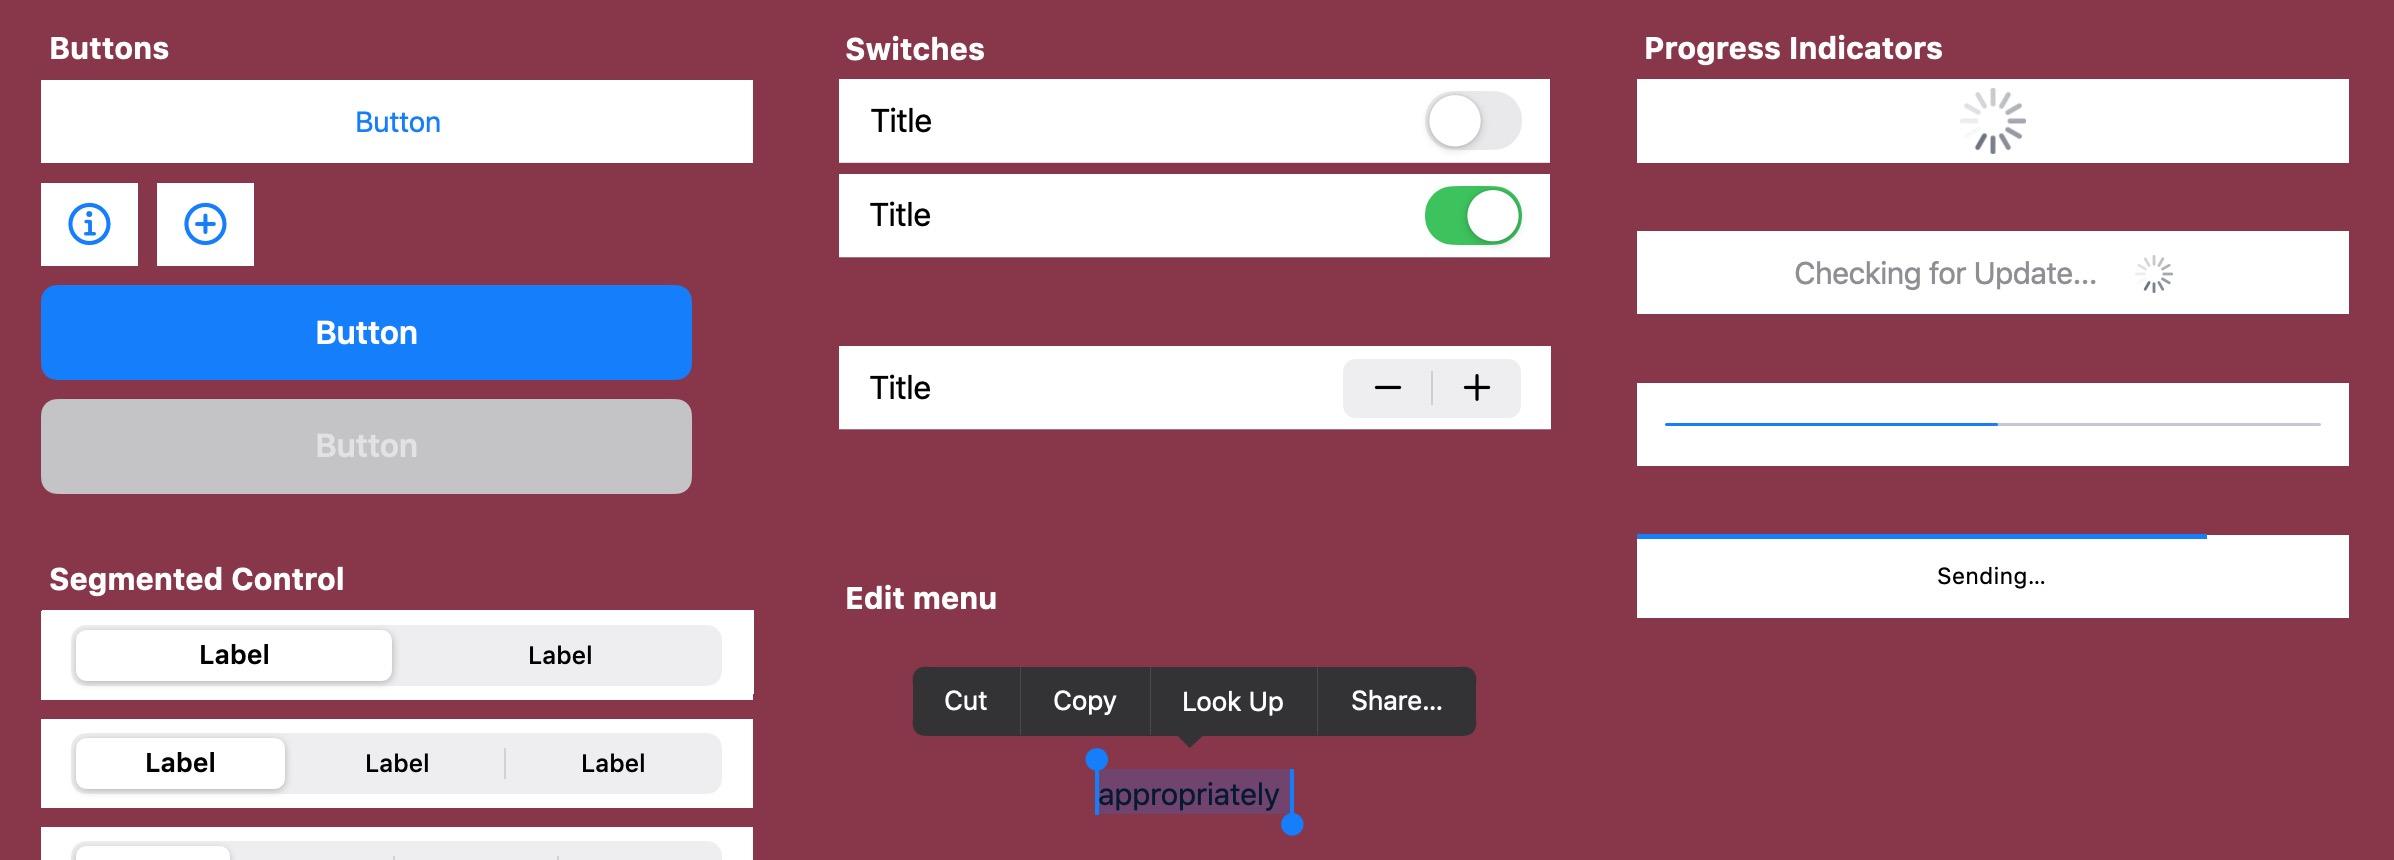 Buttons
Button
Button
Button
Segmented Control
Label Label
Label Label Label
Switches
Title
Title
Title
Edit menu
Cut Copy Look Up Share...
appropriately
Progress Indicators
Checking for Update...
Sending...